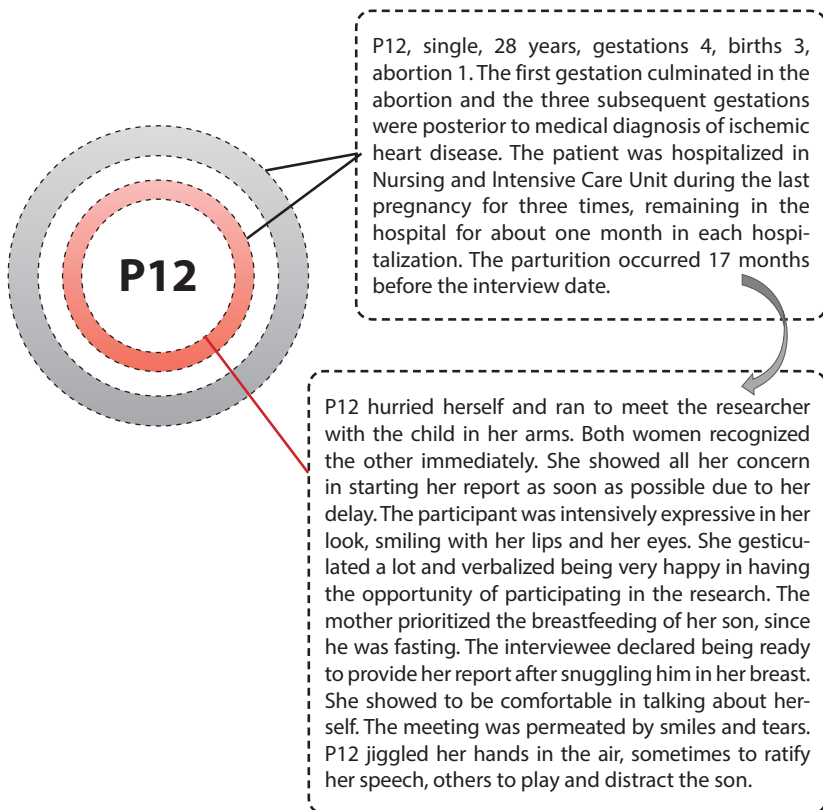 P12, single, 28 years, gestations 4, births 3,
abortion 1. The first gestation culminated in the
abortion and the three subsequent gestations
were posterior to medical diagnosis of ischemic
heart disease. The patient was hospitalized in
Nursing and Intensive Care Unit during the last
pregnancy for three times, remaining in the
hospital for about one month in each hospi-
talization. The parturition occurred 17 months
before the interview date.
P12
P12 hurried herself and ran to meet the researcher
with the child in her arms. Both women recognized
the other immediately. She showed all her concern
in starting her report as soon as possible due to her
delay. The participant was intensively expressive in her
look, smiling with her lips and her eyes. She gesticu-
lated a lot and verbalized being very happy in having
the opportunity of participating in the research. The
mother prioritized the breastfeeding of her son, since
he was fasting. The interviewee declared being ready
to provide her report after snuggling him in her breast.
She showed to be comfortable in talking about her-
self. The meeting was permeated by smiles and tears.
P12 jiggled her hands in the air, sometimes to ratify
her speech, others to play and distract the son.